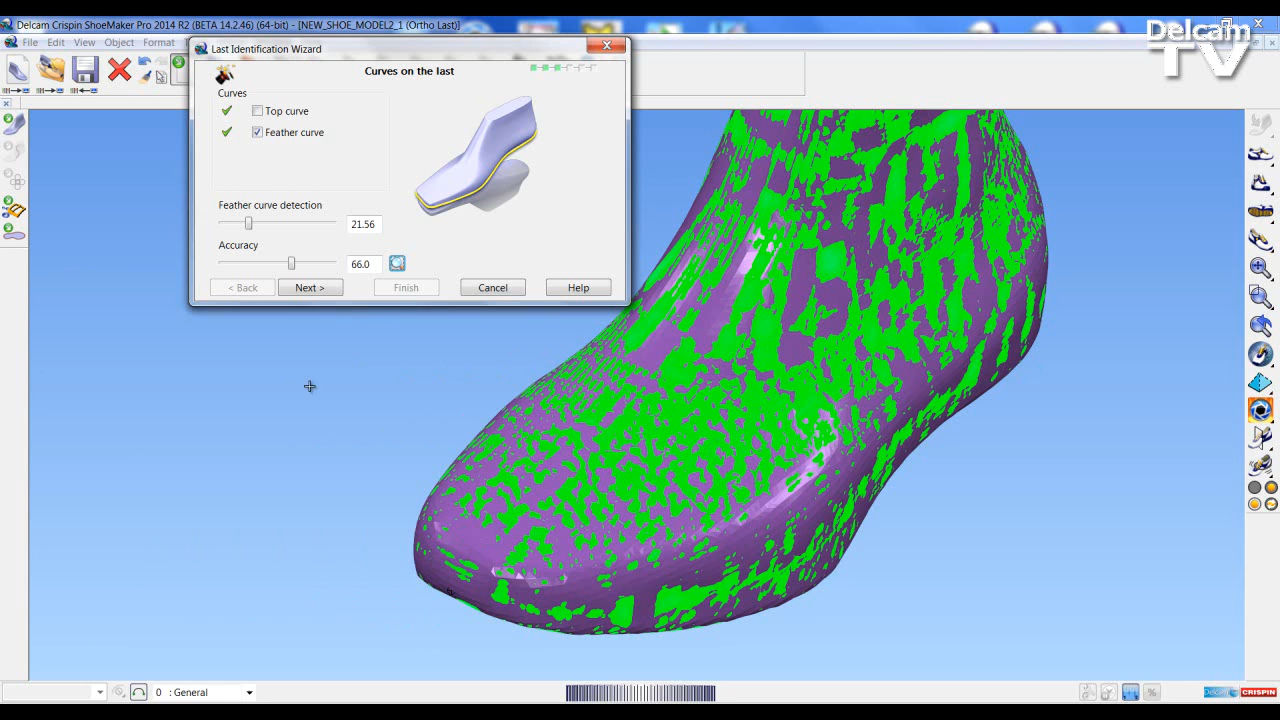 Delcam Crispin ShoeMaker Pro 2014 R2 (BETA 14.2.46) (64-bit) - [NEW_SHOE_MODEL2_1 (Ortho Last)]
Delcam
TV
File Edit View Object Format
Last Identification Wizard
Curves on the last
Curves
Top curve
Feather curve
Feather curve detection
21.56
Accuracy
66.0
< Back Next > Finish Cancel Help
0 : General
%
Delcam CRISPIN